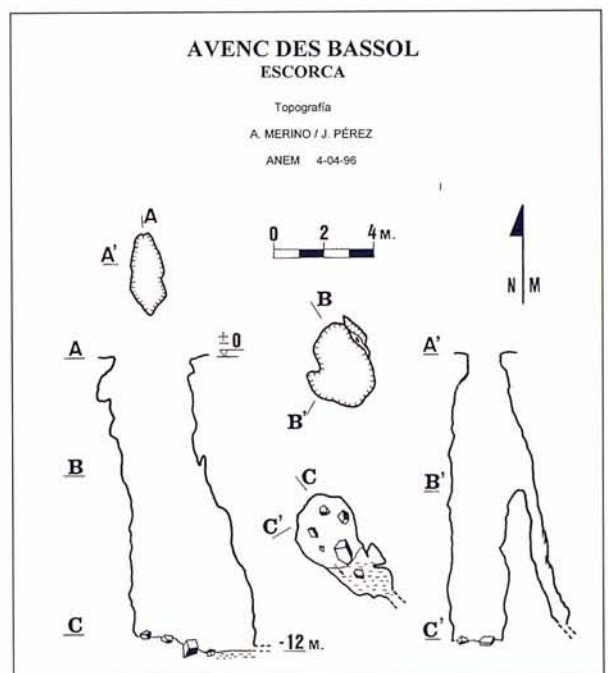 AVENC DES BASSOL
ESCORCA
Topografía
A. MERINO / J. PÉREZ
ANEM 4-04-96
A
A'
0 2 4 M.
N M
B
B'
A
±0
A'
B
B'
C
C'
C
-12 M.
C'